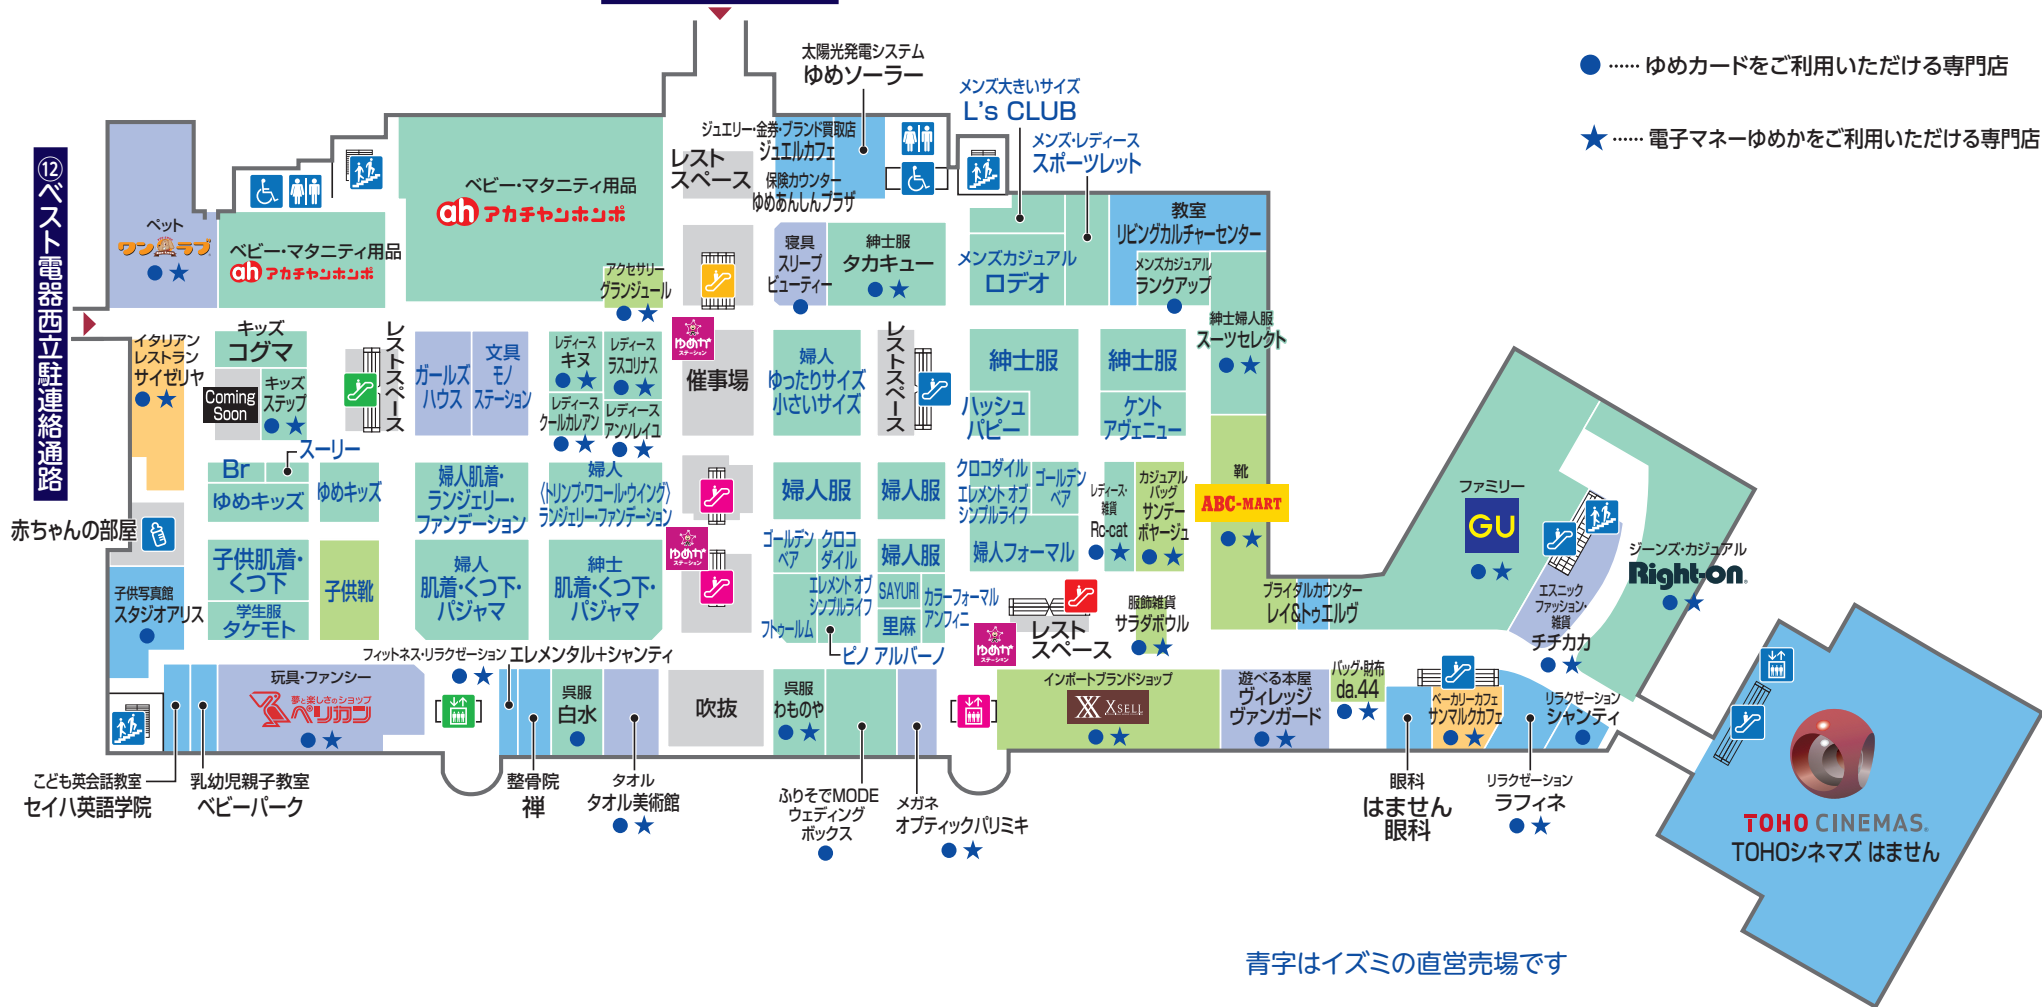 太陽光発電システム
ゆめソーラー
メンズ大きいサイズ
L's CLUB
メンズ・レディース
スポーツレット
●……ゆめカードをご利用いただける専門店
★……電子マネーゆめかをご利用いただける専門店
⑫ベスト電器西立駐連絡通路
ペット
ワンラブ
ベビー・マタニティ用品
アカチャンホンポ
ベビー・マタニティ用品
アカチャンホンポ
アクセサリー
グランジュール
レスト
スペース
ジュエリー・金券・ブランド買取店
ジュエルカフェ
保険カウンター
ゆめあんしんプラザ
寝具
スリープ
ビューティー
紳士服
タカキュー
メンズカジュアル
ロデオ
教室
リビングカルチャーセンター
メンズカジュアル
ランクアップ
紳士婦人服
スーツセレクト
イタリアン
レストラン
サイゼリヤ
キッズ
コグマ
Coming
Soon
キッズ
ステップ
レストスペース
ガールズ
ハウス
文具
モノ
ステーション
レディース
キヌ
レディース
ラスコリナス
レディース
クールカレアン
レディース
アンソレイユ
ゆめか
ステーション
催事場
婦人
ゆったりサイズ
小さいサイズ
レストスペース
紳士服
ハッシュ
パピー
紳士服
ケント
アヴェニュー
スーリー
Br
ゆめキッズ
ゆめキッズ
婦人肌着・
ランジェリー・
ファンデーション
婦人
〈トリンプ・ワコール・ウイング〉
ランジェリー・ファンデーション
婦人服
婦人服
クロコダイル
エレメント オブ
シンプルライフ
ゴールデン
ベア
レディース・
雑貨
Rc-cat
カジュアル
バッグ
サンデー
ボヤージュ
靴
ABC-MART
ファミリー
GU
赤ちゃんの部屋
子供肌着・
くつ下
学生服
タケモト
子供靴
婦人
肌着・くつ下・
パジャマ
紳士
肌着・くつ下・
パジャマ
ゆめか
ステーション
ゴールデン
ベア
クロコ
ダイル
エレメント オブ
シンプルライフ
フトゥールム
ピノ アルバーノ
婦人服
SAYURI
里麻
カラーフォーマル
アンフィニ
婦人フォーマル
ゆめか
ステーション
レスト
スペース
服飾雑貨
サラダボウル
ブライダルカウンター
レイ&トゥエルヴ
エスニック
ファッション・
雑貨
チチカカ
ジーンズ・カジュアル
Right-on
子供写真館
スタジオアリス
玩具・ファンシー
夢と楽しさのショップ
ペリカン
フィットネス・リラクゼーション
エレメンタル+シャンティ
呉服
白水
吹抜
呉服
わものや
インポートブランドショップ
XSELL
遊べる本屋
ヴィレッジ
ヴァンガード
バッグ・財布
da.44
ベーカリーカフェ
サンマルクカフェ
リラクゼーション
シャンティ
こども英会話教室
セイハ英語学院
乳幼児親子教室
ベビーパーク
整骨院
禅
タオル
タオル美術館
ふりそでMODE
ウェディング
ボックス
メガネ
オプティックパリミキ
眼科
はません
眼科
リラクゼーション
ラフィネ
TOHO CINEMAS
TOHOシネマズ はません
青字はイズミの直営売場です